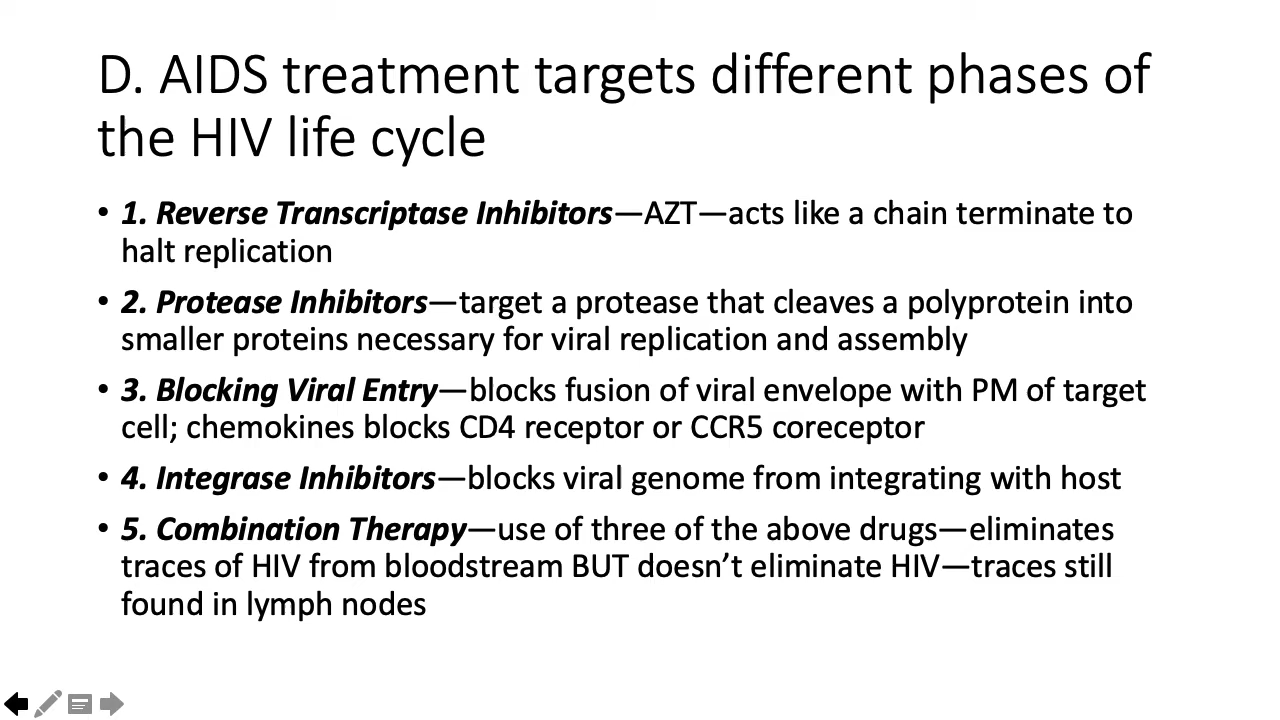 D. AIDS treatment targets different phases of
the HIV life cycle
• 1. Reverse Transcriptase Inhibitors—AZT—acts like a chain terminate to
halt replication
• 2. Protease Inhibitors—target a protease that cleaves a polyprotein into
smaller proteins necessary for viral replication and assembly
• 3. Blocking Viral Entry—blocks fusion of viral envelope with PM of target
cell; chemokines blocks CD4 receptor or CCR5 coreceptor
• 4. Integrase Inhibitors—blocks viral genome from integrating with host
• 5. Combination Therapy—use of three of the above drugs—eliminates
traces of HIV from bloodstream BUT doesn’t eliminate HIV—traces still
found in lymph nodes